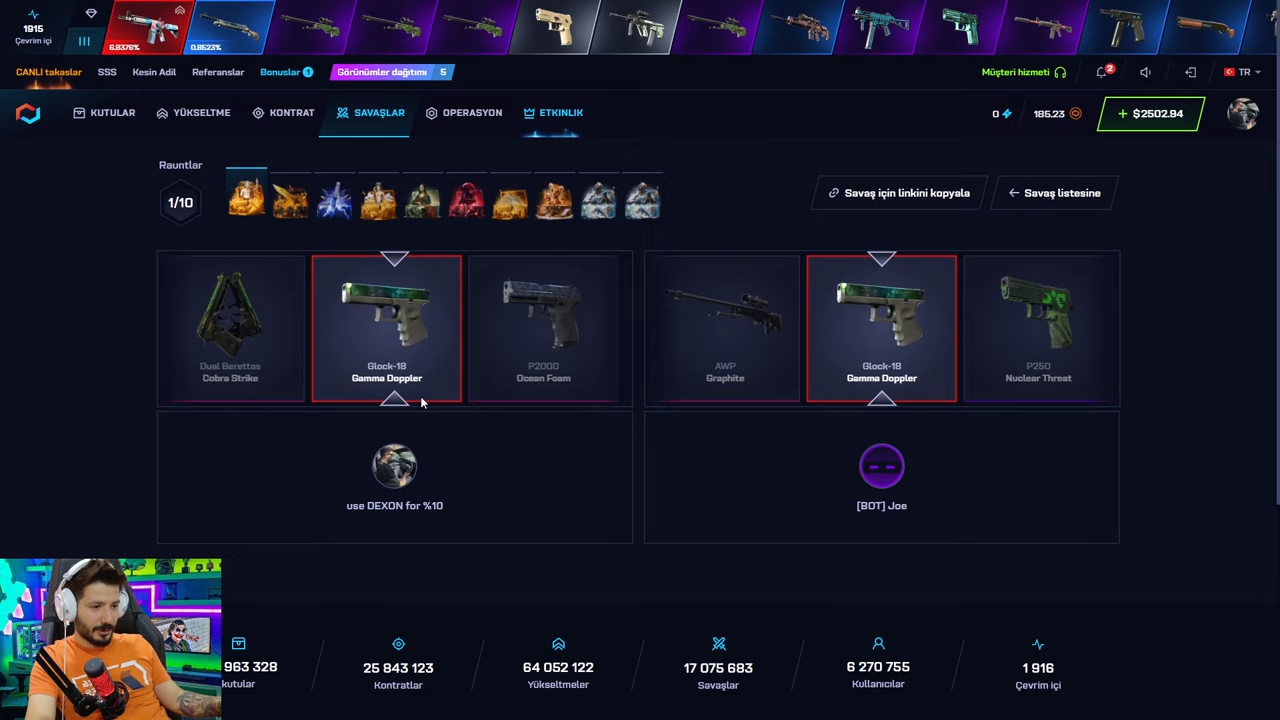 1915
Çevrim içi
6.8376%
0.8523%
CANLI takaslar
SSS
Kesin Adil
Referanslar
Bonuslar 1
Görünümler dağıtımı 5
Müşteri hizmeti
2
TR
KUTULAR
YÜKSELTME
KONTRAT
SAVAŞLAR
OPERASYON
ETKINLIK
0
185.23
+ $2502.94
Rauntlar
1/10
Savaş için linkini kopyala
Savaş listesine
Dual Berettas
Cobra Strike
Glock-18
Gamma Doppler
P2000
Ocean Foam
AWP
Graphite
Glock-18
Gamma Doppler
P250
Nuclear Threat
use DEXON for %10
[BOT] Joe
963 328
kutular
25 843 123
Kontratlar
64 052 122
Yükseltmeler
17 075 683
Savaşlar
6 270 755
Kullanıcılar
1 916
Çevrim içi